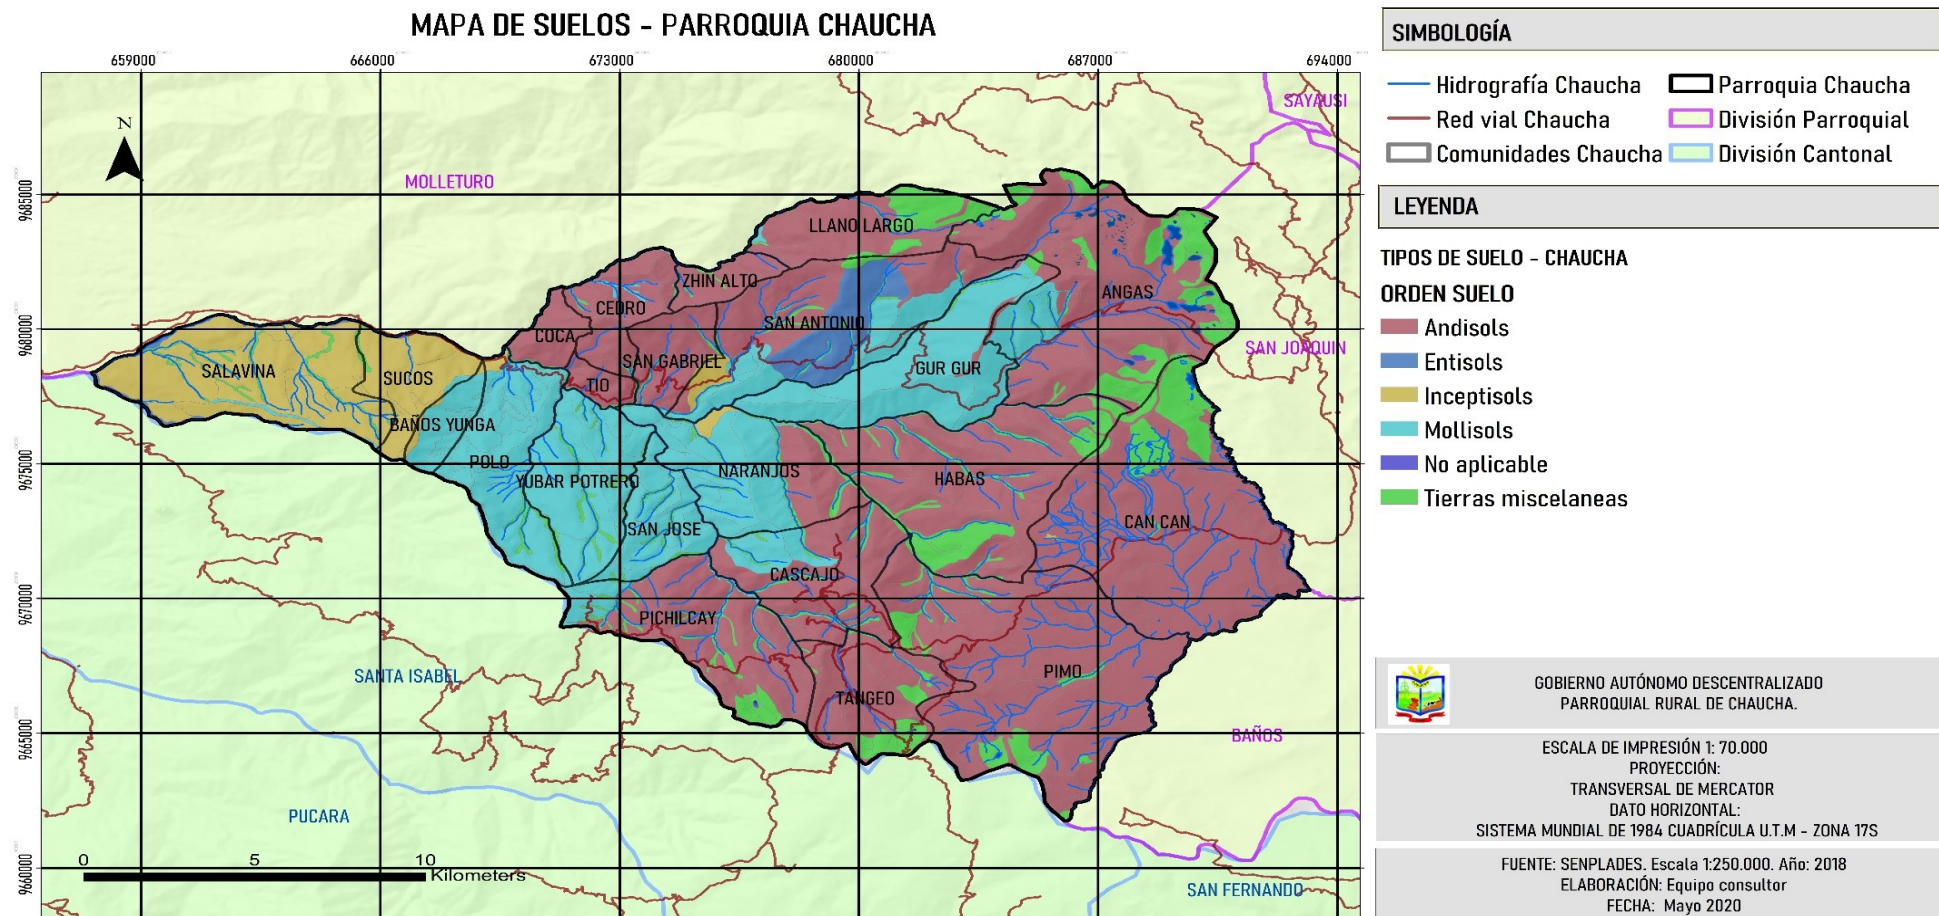 MAPA DE SUELOS - PARROQUIA CHAUCHA
659000 666000 673000 680000 687000 694000
N
9685000
9680000
9675000
9670000
9665000
9660000
SAYAUSI
MOLLETURO
LLANO LARGO
ZHIN ALTO
CEDRO
ANGAS
COCA
SAN ANTONIO
SAN JOAQUIN
SAN GABRIEL
SALAVINA
SUCOS
TIO
GUR GUR
BAÑOS YUNGA
POLO
NARANJOS
YUBAR POTRERO
HABAS
SAN JOSE
CAN CAN
CASCAJO
PICHILCAY
SANTA ISABEL
PIMO
TANGEO
BAÑOS
PUCARA
SAN FERNANDO
0 5 10
Kilometers
SIMBOLOGÍA
Hidrografía Chaucha
Parroquia Chaucha
Red vial Chaucha
División Parroquial
Comunidades Chaucha
División Cantonal
LEYENDA
TIPOS DE SUELO - CHAUCHA
ORDEN SUELO
Andisols
Entisols
Inceptisols
Mollisols
No aplicable
Tierras miscelaneas
GOBIERNO AUTÓNOMO DESCENTRALIZADO
PARROQUIAL RURAL DE CHAUCHA.
ESCALA DE IMPRESIÓN 1: 70.000
PROYECCIÓN:
TRANSVERSAL DE MERCATOR
DATO HORIZONTAL:
SISTEMA MUNDIAL DE 1984 CUADRÍCULA U.T.M - ZONA 17S
FUENTE: SENPLADES. Escala 1:250.000. Año: 2018
ELABORACIÓN: Equipo consultor
FECHA: Mayo 2020